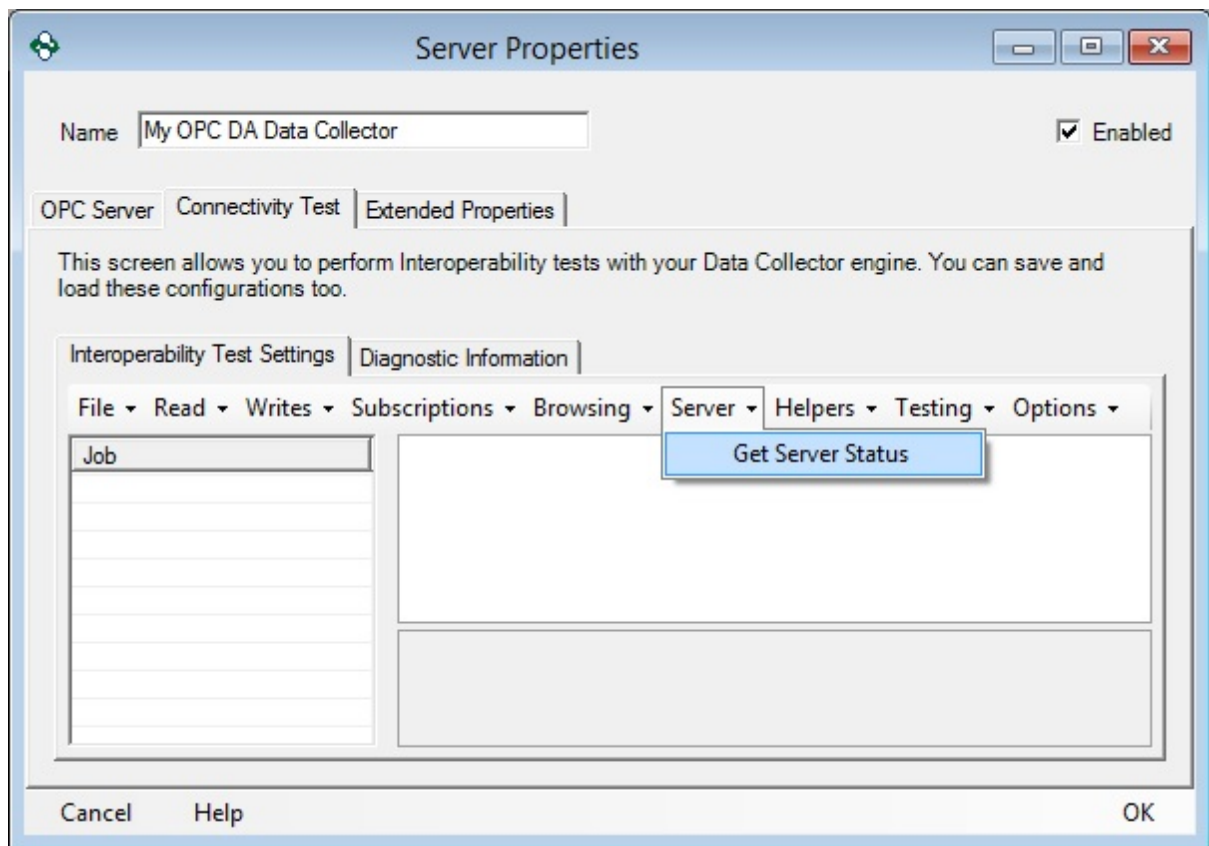 Server Properties
Name My OPC DA Data Collector Enabled
OPC Server Connectivity Test Extended Properties
This screen allows you to perform Interoperability tests with your Data Collector engine. You can save and
load these configurations too.
Interoperability Test Settings Diagnostic Information
File Read Writes Subscriptions Browsing Server Helpers Testing Options
Job
Get Server Status
Cancel Help OK